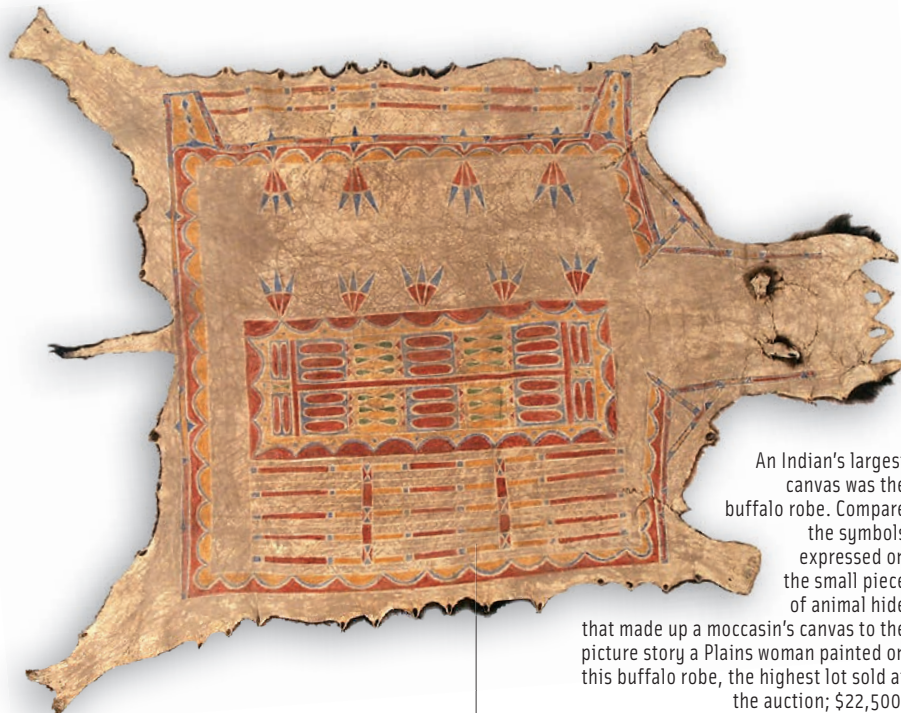 An Indian's largest
canvas was the
buffalo robe. Compare
the symbols
expressed on
the small piece
of animal hide
that made up a moccasin's canvas to the
picture story a Plains woman painted on
this buffalo robe, the highest lot sold at
the auction; $22,500